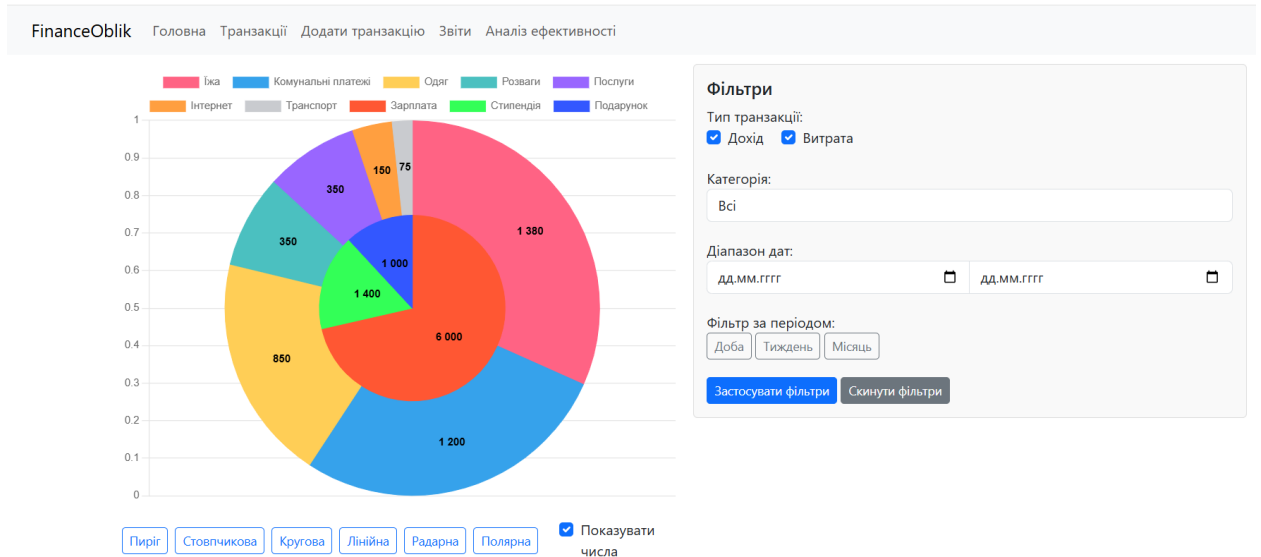 FinanceOblik Головна Транзакції Додати транзакцію Звіти Аналіз ефективності
Їжа Комунальні платежі Одяг Розваги Послуги
Інтернет Транспорт Зарплата Стипендія Подарунок
1
0.9
0.8
0.7
0.6
0.5
0.4
0.3
0.2
0.1
0
150 75
350
1 380
350
1 000
1 400
6 000
850
1 200
Пиріг Стовпчикова Кругова Лінійна Радарна Полярна
Показувати
числа
Фільтри
Тип транзакції:
Дохід Витрата
Категорія:
Всі
Діапазон дат:
дд.мм.гггг дд.мм.гггг
Фільтр за періодом:
Доба Тиждень Місяць
Застосувати фільтри Скинути фільтри